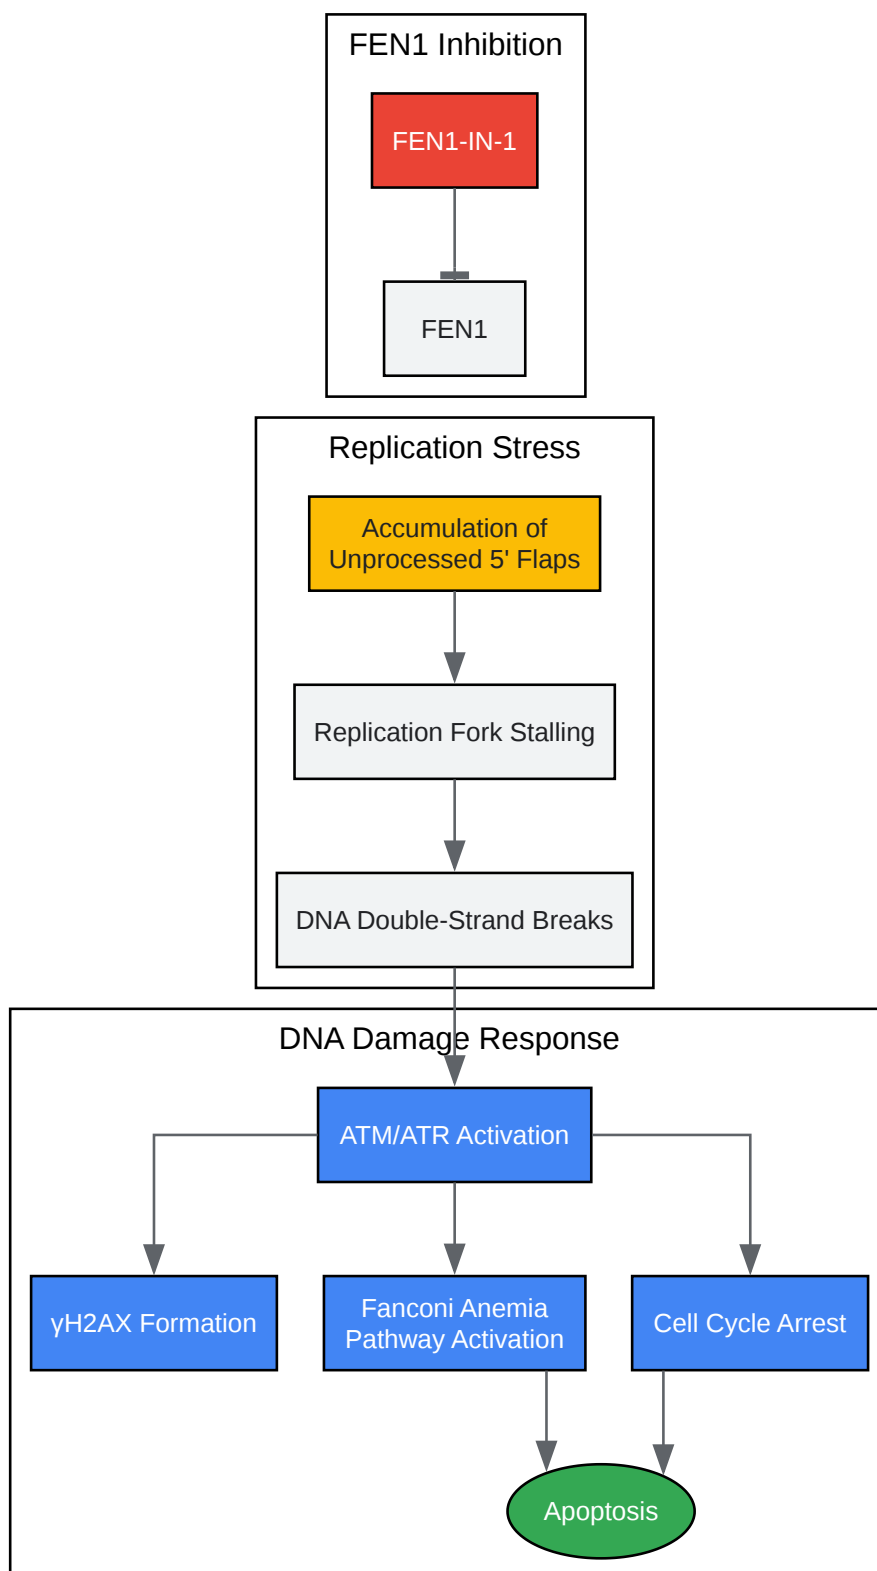 FEN1 Inhibition
FEN1-IN-1
FEN1
Replication Stress
Accumulation of
Unprocessed 5' Flaps
Replication Fork Stalling
DNA Double-Strand Breaks
DNA Damage Response
ATM/ATR Activation
γH2AX Formation
Fanconi Anemia
Pathway Activation
Cell Cycle Arrest
Apoptosis